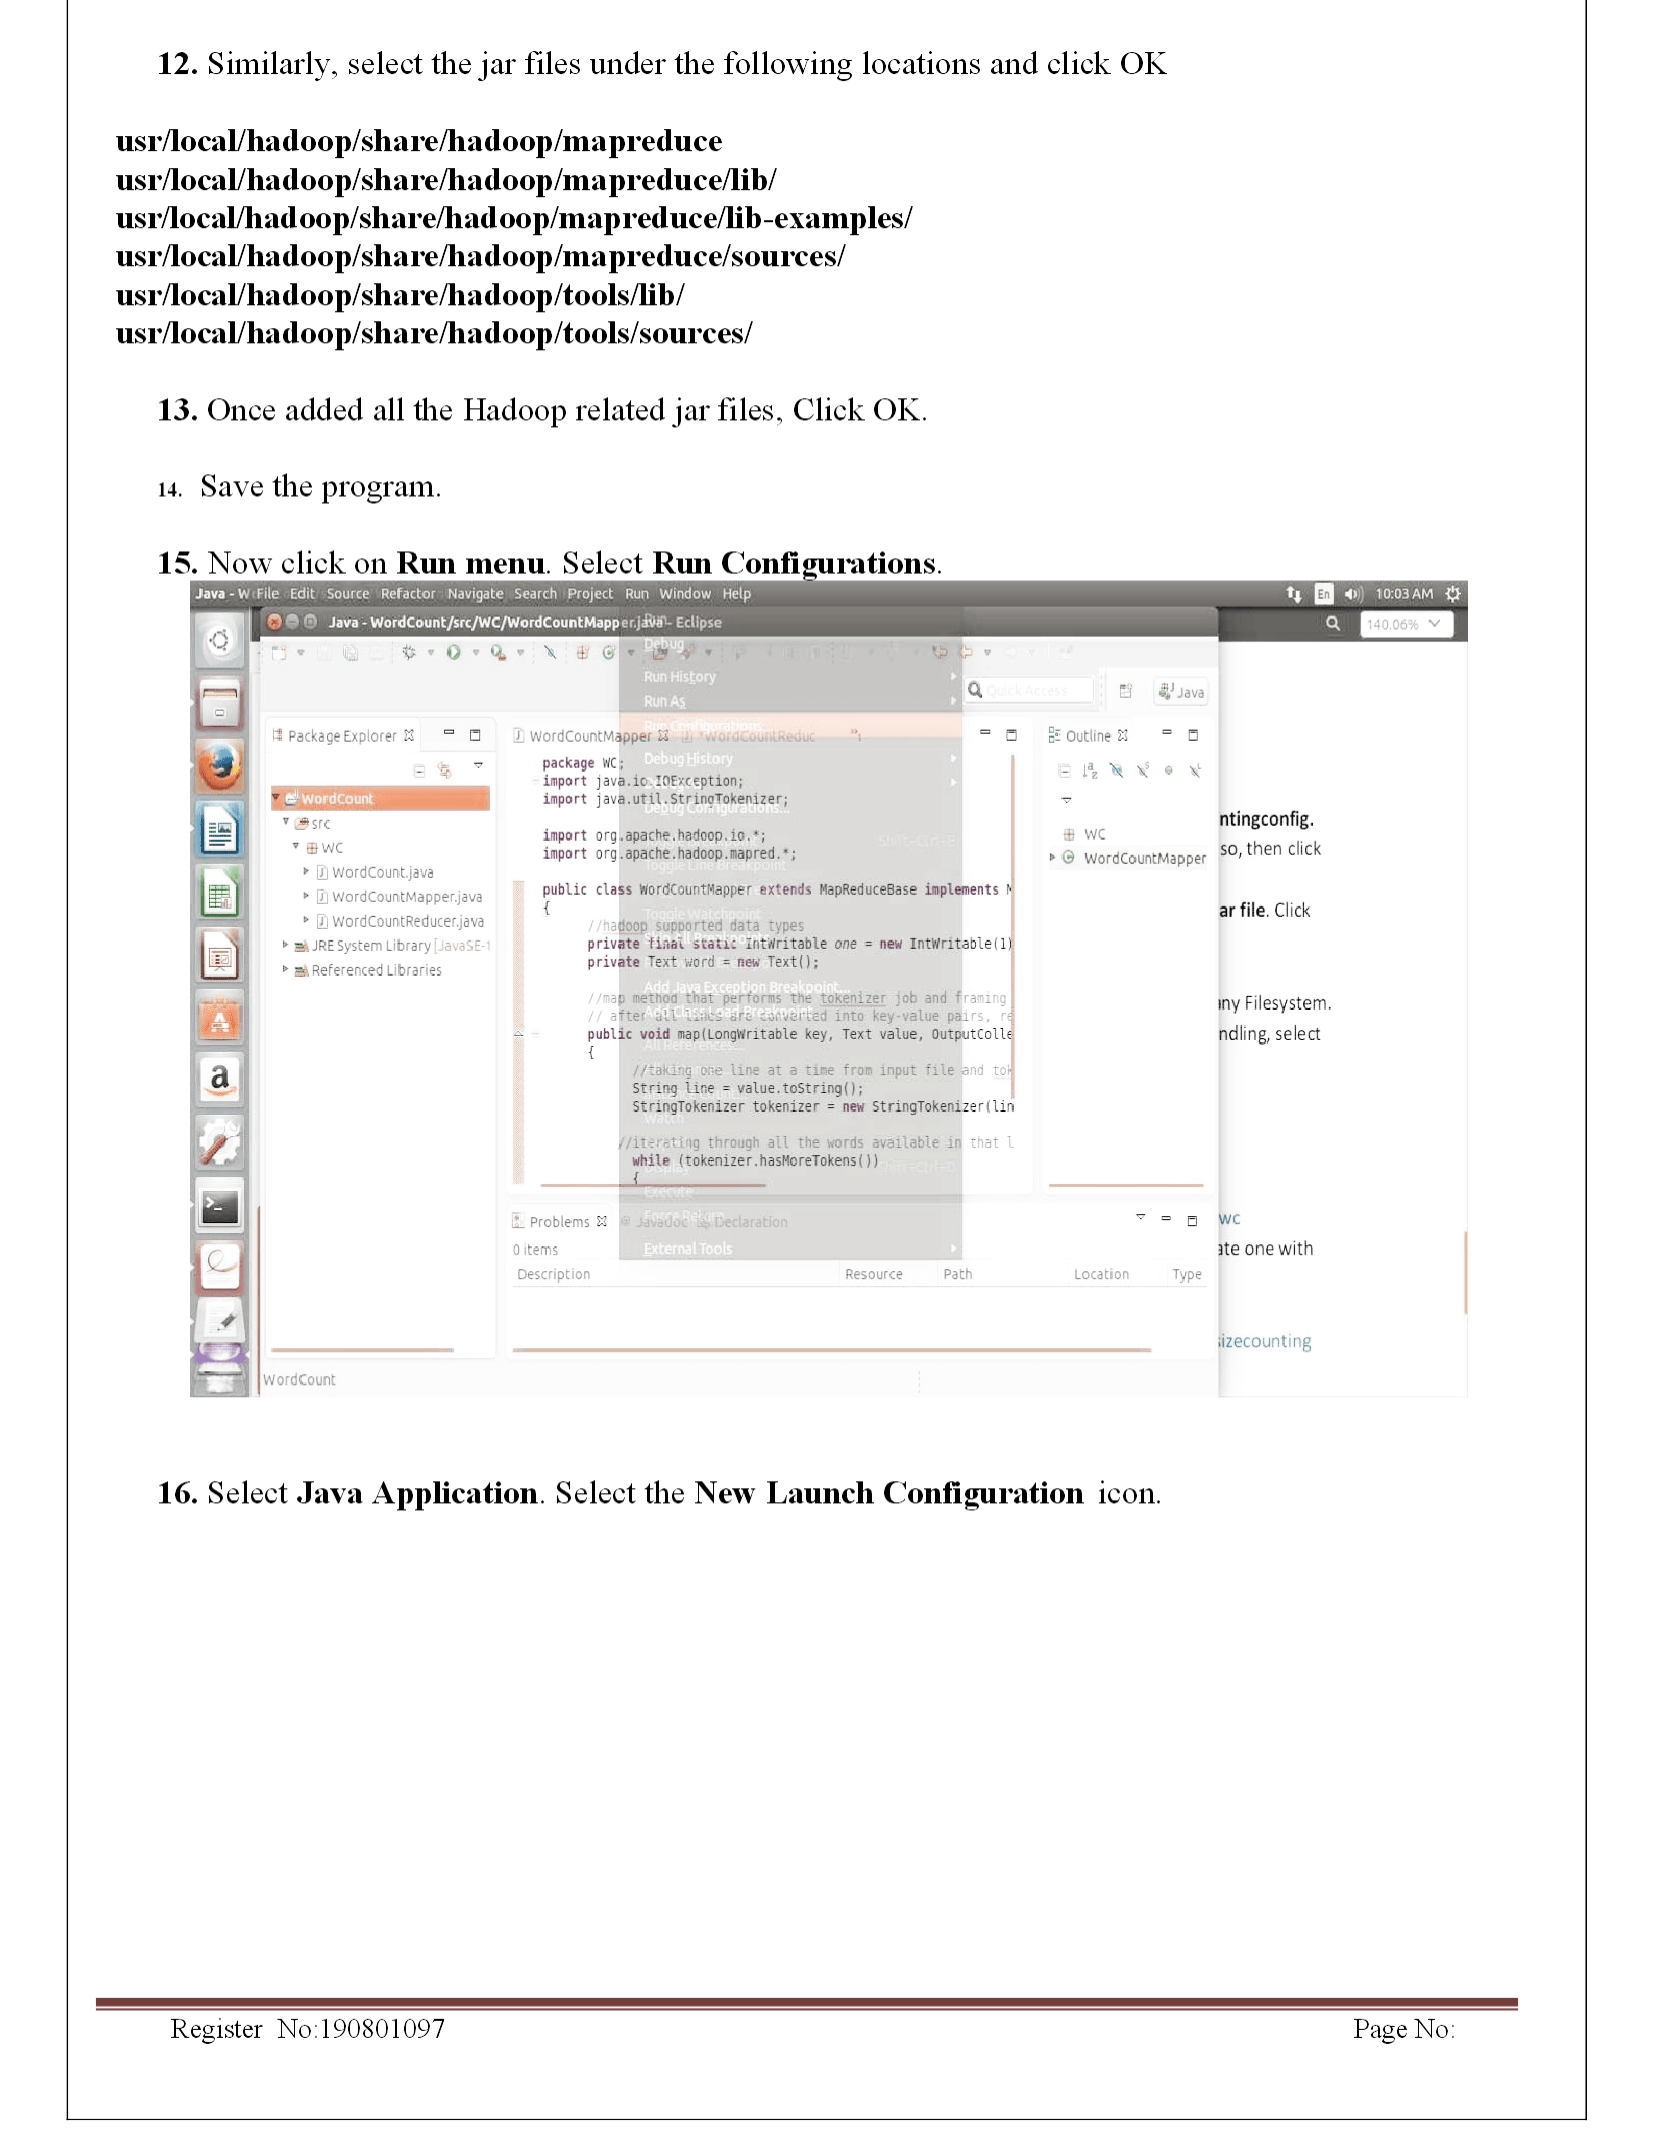 12. Similarly, select the jar files under the following locations and click OK
usr/local/hadoop/share/hadoop/mapreduce
usr/local/hadoop/share/hadoop/mapreduce/lib/
usr/local/hadoop/share/hadoop/mapreduce/lib-examples/
usr/local/hadoop/share/hadoop/mapreduce/sources/
usr/local/hadoop/share/hadoop/tools/lib/
usr/local/hadoop/share/hadoop/tools/sources/
13. Once added all the Hadoop related jar files, Click OK.
14. Save the program.
15. Now click on Run menu. Select Run Configurations.
Java - W File Edit Source Refactor Navigate Search Project Run Window Help En 10:03 AM
Java - WordCount/src/WC/WordCountMapper.java - Eclipse
140.06%
Run
Debug
Run History
Run As
Run Configurations...
Debug History
Debug Configurations...
Toggle Line Breakpoint
Toggle Watchpoint
Skip All Breakpoints
Add Java Exception Breakpoint...
Add Class Load Breakpoint...
All References...
Watch
Display
Execute
Force Return
External Tools
Quick Access
Java
Package Explorer
WordCount
src
WC
WordCount.java
WordCountMapper.java
WordCountReducer.java
JRE System Library [JavaSE-1
Referenced Libraries
WordCountMapper *WordCountReduc
package WC;
import java.io.IOException;
import java.util.StringTokenizer;
import org.apache.hadoop.io.*;
import org.apache.hadoop.mapred.*;
public class WordCountMapper extends MapReduceBase implements M
{
//hadoop supported data types
private final static IntWritable one = new IntWritable(1)
private Text word = new Text();
//map method that performs the tokenizer job and framing
// after all lines are converted into key-value pairs, re
public void map(LongWritable key, Text value, OutputColle
{
//taking one line at a time from input file and tok
String line = value.toString();
StringTokenizer tokenizer = new StringTokenizer(lin
//iterating through all the words available in that l
while (tokenizer.hasMoreTokens())
{
Outline
WC
WordCountMapper
Problems Javadoc Declaration
0 items
Description Resource Path Location Type
WordCount
ntingconfig.
so, then click
ar file. Click
any Filesystem.
ndling, select
wc
ate one with
sizecounting
16. Select Java Application. Select the New Launch Configuration icon.
Register No:190801097 Page No: